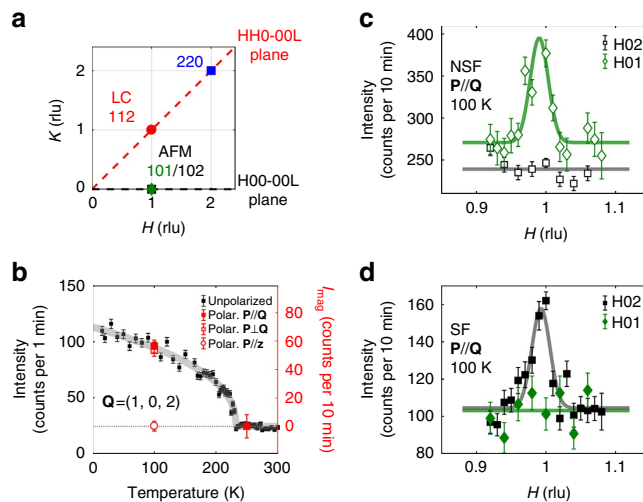 a
HH0-00L
plane
220
2
LC
112
K (rlu)
1
AFM
101/102
H00-00L
plane
0
0
1
2
H (rlu)
b
150
Unpolarized
Polar. P//Q
Polar. P⊥Q
Polar. P//z
100
50
0
Q=(1, 0, 2)
Intensity
(counts per 1 min)
80
60
40
20
0
Imag (counts per 10 min)
0
100
200
300
Temperature (K)
c
H02
H01
400
350
300
250
NSF
P//Q
100 K
Intensity
(counts per 10 min)
0.9
1
1.1
H (rlu)
d
H02
H01
160
140
120
100
80
SF
P//Q
100 K
Intensity
(counts per 10 min)
0.9
1
1.1
H (rlu)